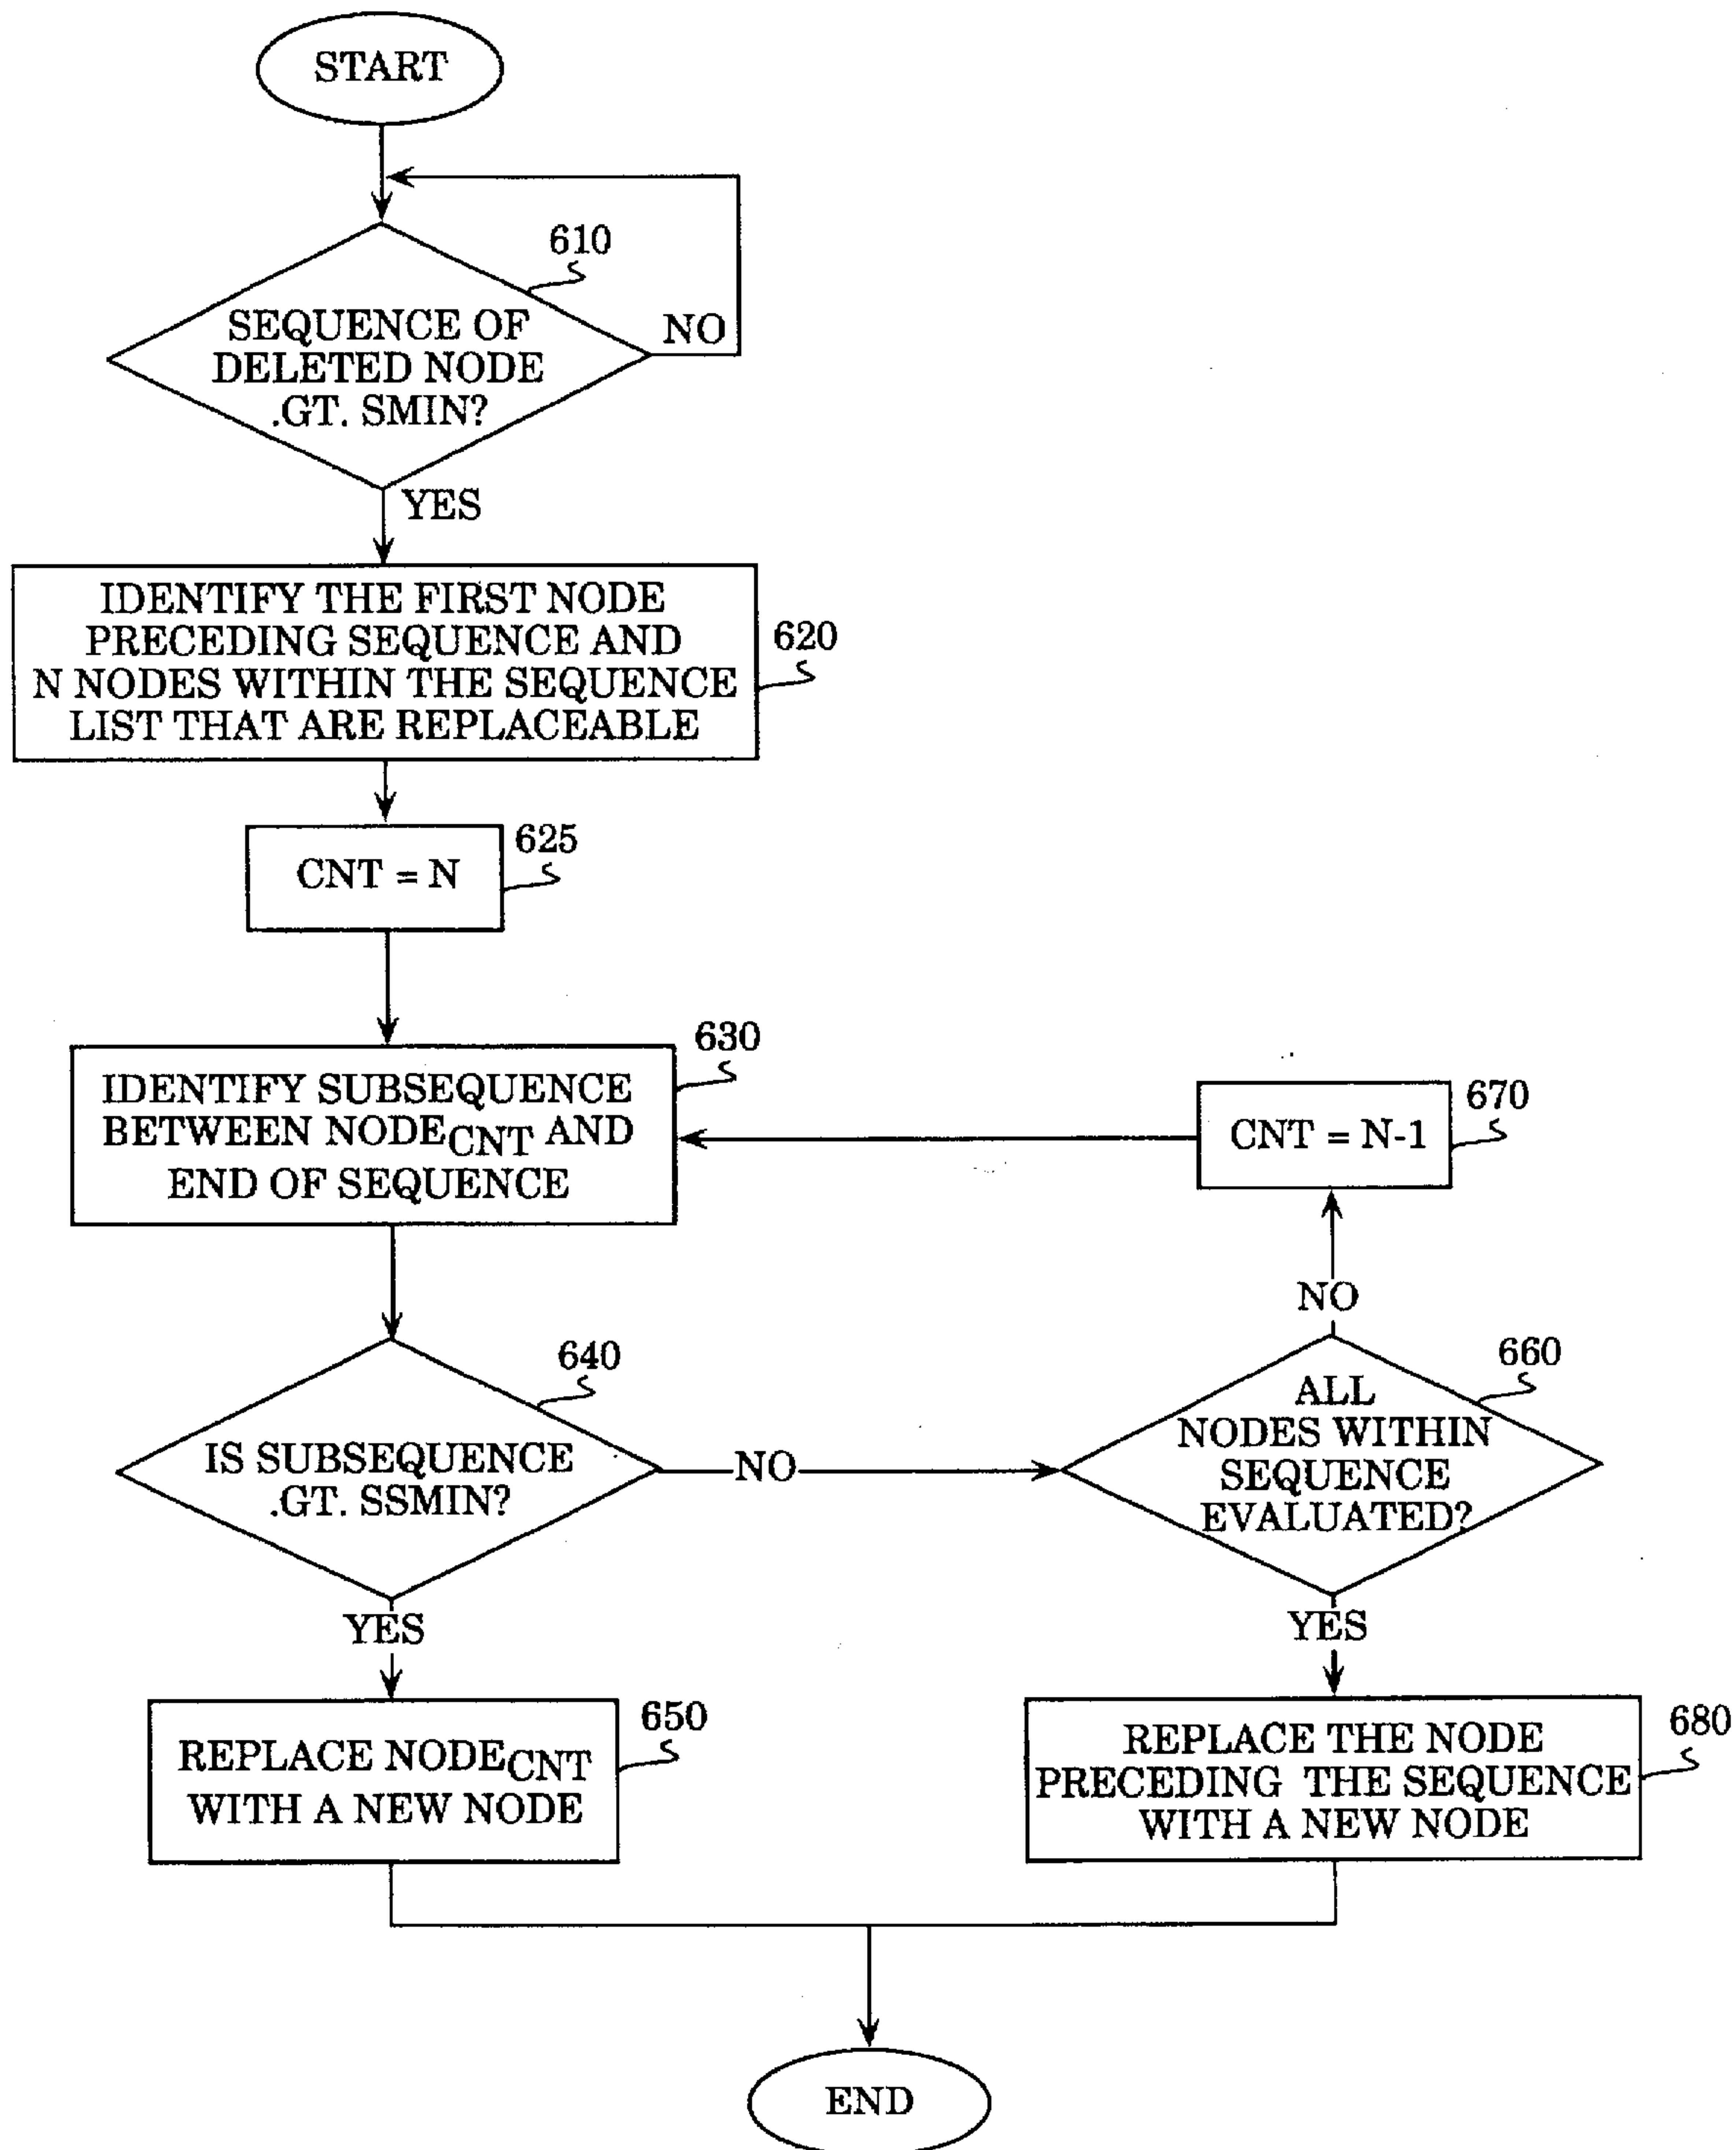 START
610
SEQUENCE OF
DELETED NODE
.GT. SMIN?
NO
YES
IDENTIFY THE FIRST NODE
PRECEDING SEQUENCE AND
N NODES WITHIN THE SEQUENCE
LIST THAT ARE REPLACEABLE
620
CNT = N
625
IDENTIFY SUBSEQUENCE
BETWEEN NODECNT AND
END OF SEQUENCE
630
CNT = N-1
670
NO
IS SUBSEQUENCE
.GT. SSMIN?
640
NO
ALL
NODES WITHIN
SEQUENCE
EVALUATED?
660
YES
YES
REPLACE NODECNT
WITH A NEW NODE
650
REPLACE THE NODE
PRECEDING THE SEQUENCE
WITH A NEW NODE
680
END